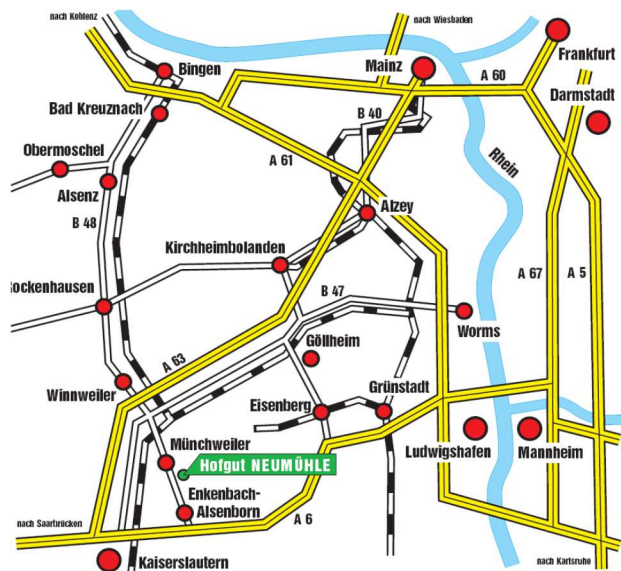 nach Koblenz
nach Wiesbaden
Bingen
Mainz
Frankfurt
A 60
Darmstadt
Bad Kreuznach
B 40
Obermoschel
A 61
Rhein
Alsenz
B 48
Alzey
Kirchheimbolanden
A 67
A 5
B 47
ockenhausen
Worms
Göllheim
A 63
Winnweiler
Grünstadt
Eisenberg
Münchweiler
Ludwigshafen
Mannheim
Hofgut NEUMÜHLE
Enkenbach-
Alsenborn
A 6
nach Saarbrücken
Kaiserslautern
nach Karlsruhe